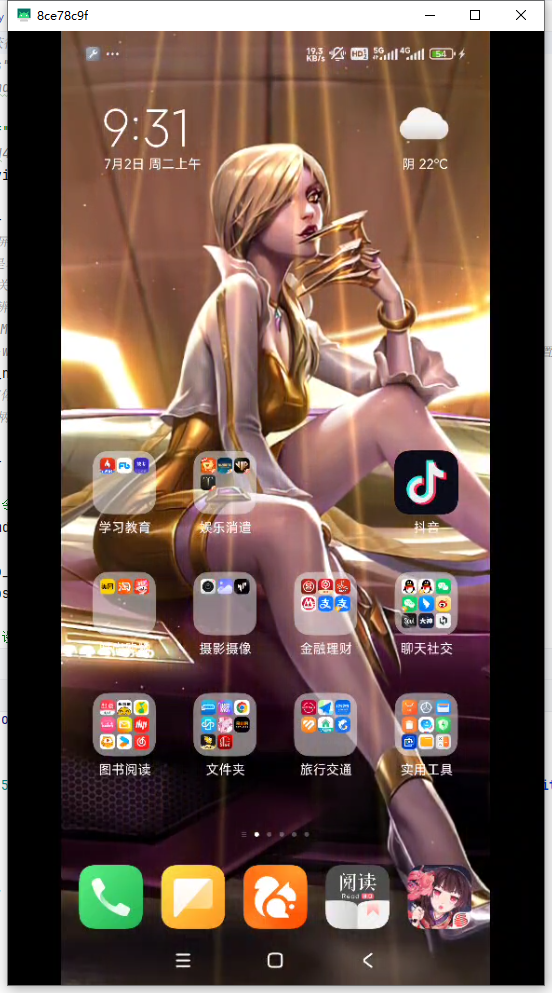 8ce78c9f
19.3
KB/s
HD
5G
4G
54
9:31
7月2日 周二上午
阴 22°C
学习教育
娱乐消遣
抖音
摄影摄像
金融理财
聊天社交
图书阅读
文件夹
旅行交通
实用工具
阅读
Read